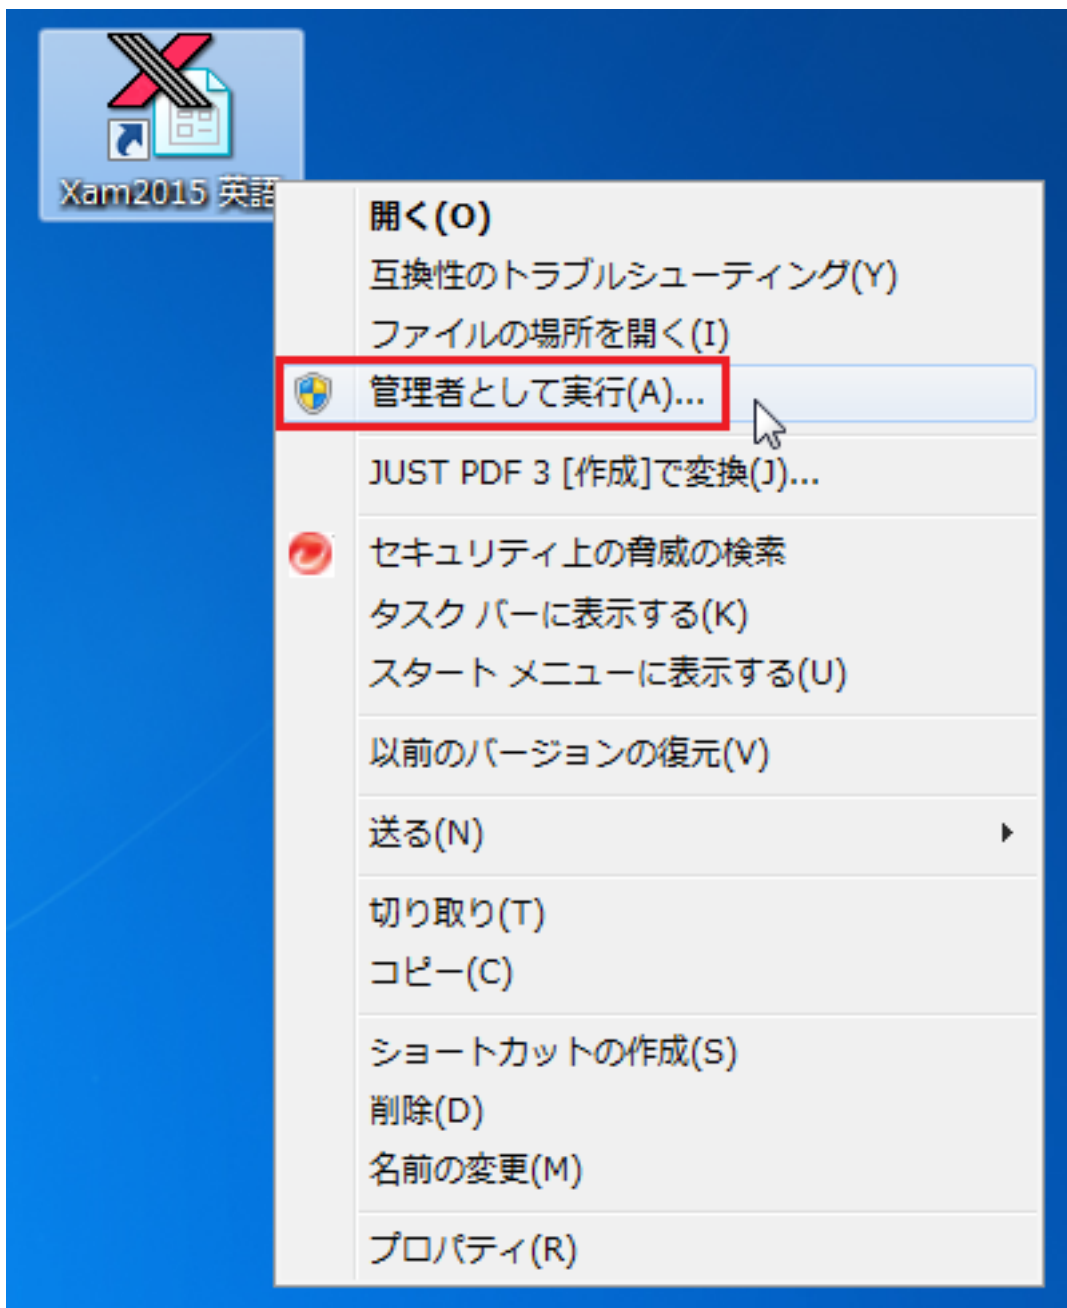 Xam2015 英語
開く(O)
互換性のトラブルシューティング(Y)
ファイルの場所を開く(I)
管理者として実行(A)...
JUST PDF 3 [作成]で変換(J)...
セキュリティ上の脅威の検索
タスク バーに表示する(K)
スタート メニューに表示する(U)
以前のバージョンの復元(V)
送る(N)
切り取り(T)
コピー(C)
ショートカットの作成(S)
削除(D)
名前の変更(M)
プロパティ(R)